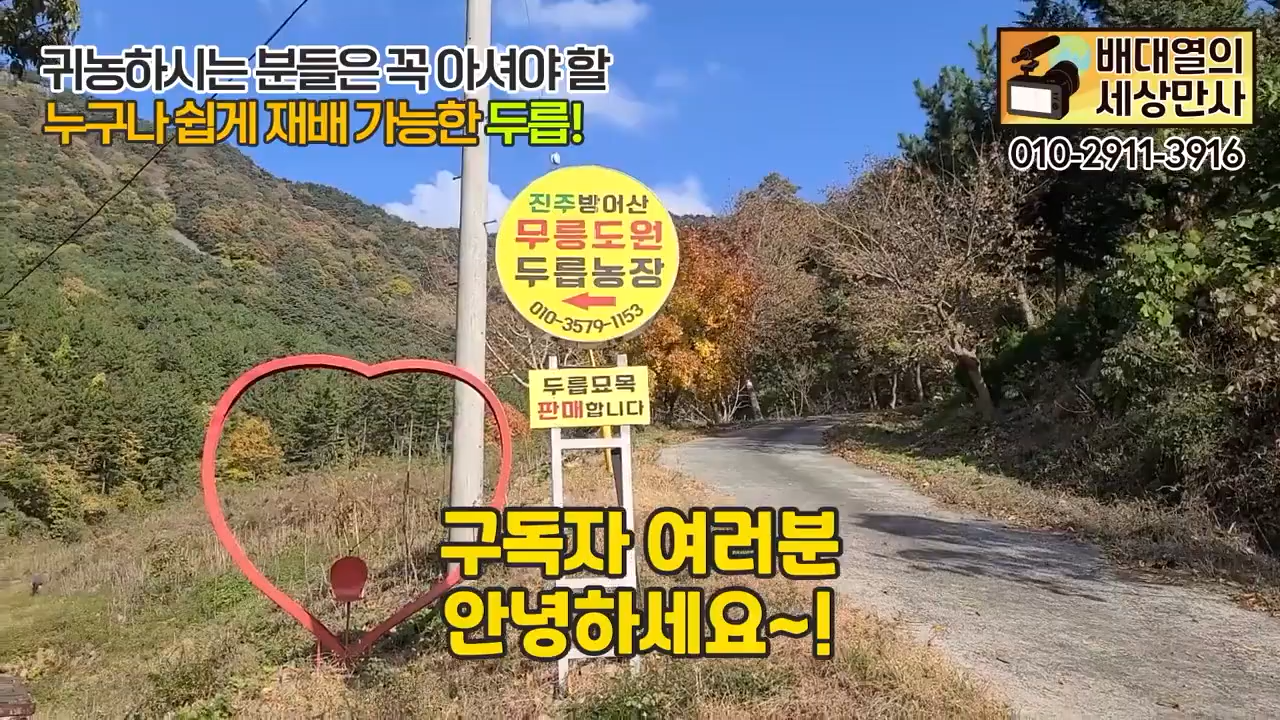 귀농하시는 분들은 꼭 아셔야 할
누구나 쉽게 재배 가능한 두릅!
배대열의
세상만사
010-2911-3916
진주방어산
무릉도원
두릅농장
010-3579-1153
두릅묘목
판매합니다
구독자 여러분
안녕하세요~!